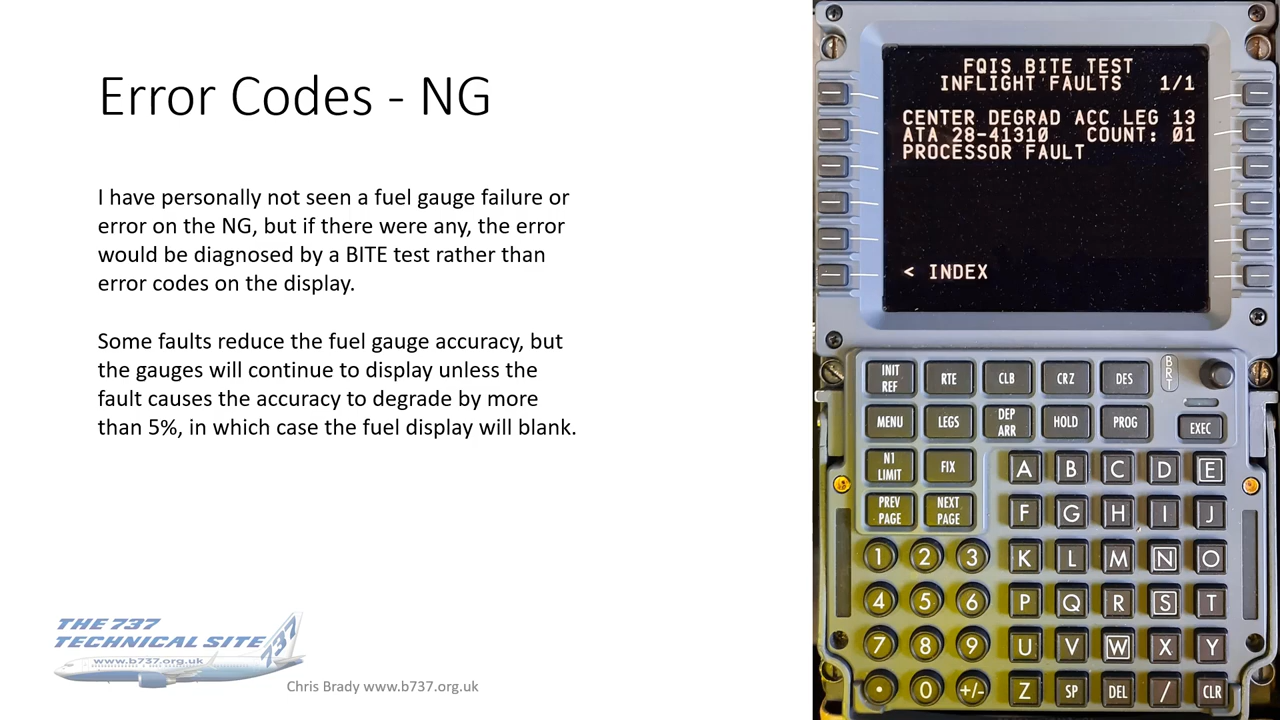 Error Codes - NG
I have personally not seen a fuel gauge failure or
error on the NG, but if there were any, the error
would be diagnosed by a BITE test rather than
error codes on the display.
Some faults reduce the fuel gauge accuracy, but
the gauges will continue to display unless the
fault causes the accuracy to degrade by more
than 5%, in which case the fuel display will blank.
THE 737
TECHNICAL SITE
737
www.b737.org.uk
Chris Brady www.b737.org.uk
FQIS BITE TEST
INFLIGHT FAULTS 1/1
CENTER DEGRAD ACC LEG 13
ATA 28-41310 COUNT: 01
PROCESSOR FAULT
< INDEX
INIT REF RTE CLB CRZ DES BRT
MENU LEGS DEP ARR HOLD PROG EXEC
N1 LIMIT FIX A B C D E
PREV PAGE NEXT PAGE F G H I J
1 2 3 K L M N O
4 5 6 P Q R S T
7 8 9 U V W X Y
. 0 +/- Z SP DEL / CLR